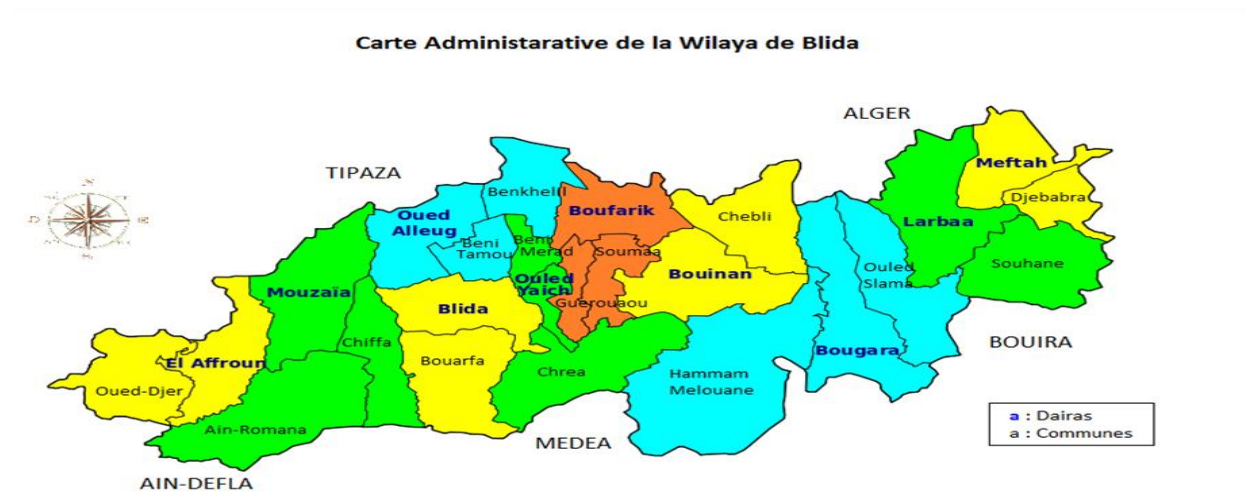 Carte Administarative de la Wilaya de Blida
ALGER
TIPAZA
Meftah
Benkhelil
Djebabra
Boufarik
Chebli
Oued
Alleug
Larbaa
Beni
Tamou
Beni
Merad
Soumaa
Ouled
Slama
Souhane
Bouinan
Ouled
Yaich
Mouzaïa
Guerouaou
Blida
Chiffa
BOUIRA
Bougara
El Affroun
Bouarfa
Chrea
Hammam
Melouane
Oued-Djer
a : Dairas
a : Communes
Ain-Romana
MEDEA
AIN-DEFLA